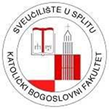 SVEUČILIŠTE U SPLITU
KATOLIČKI BOGOSLOVNI FAKULTET